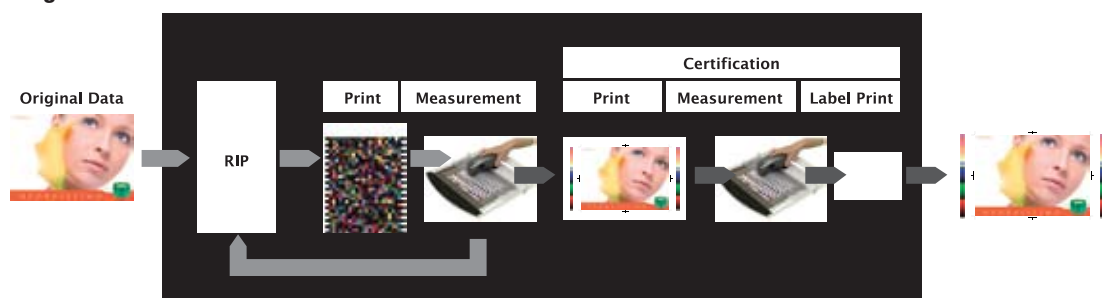 Certification
Print Measurement Print Measurement Label Print
Original Data
RIP